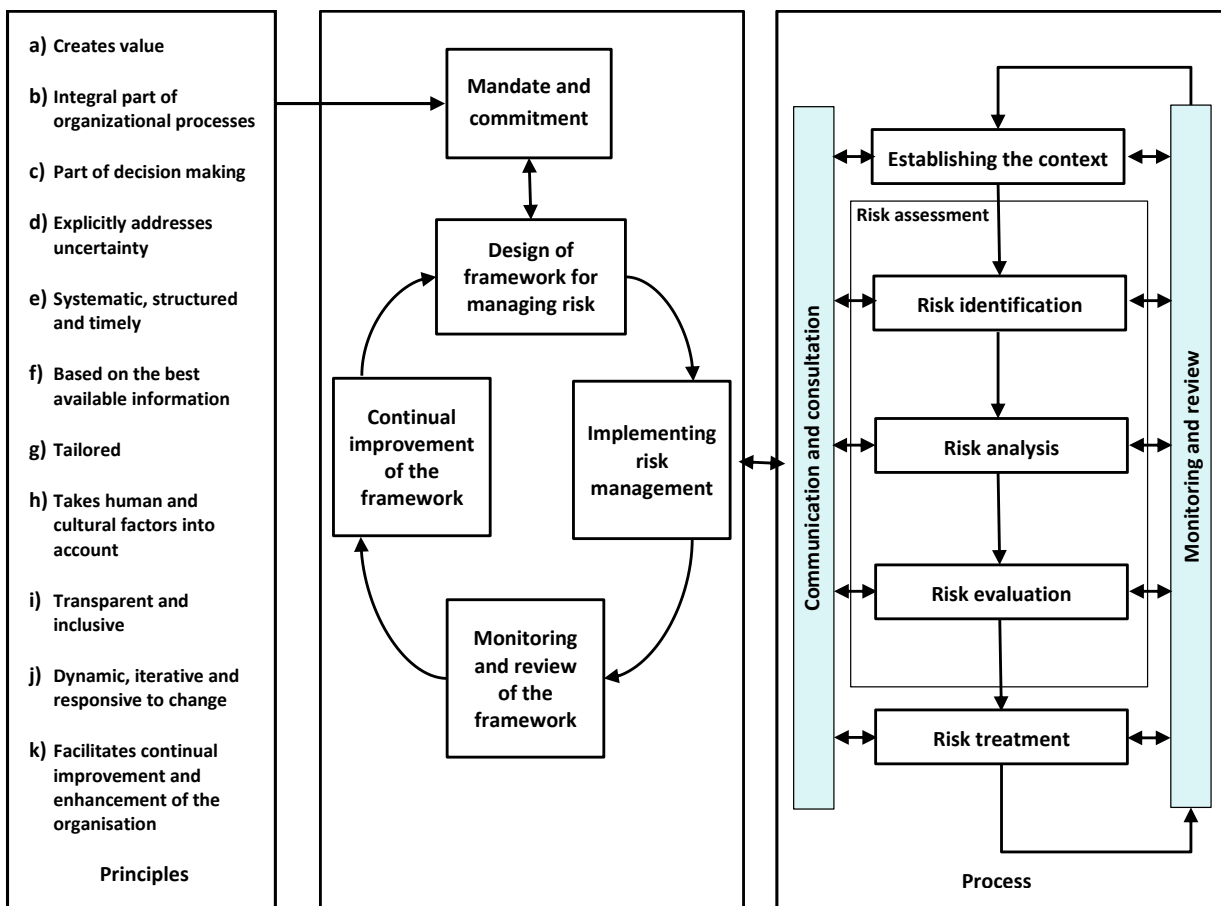 a) Creates value
b) Integral part of
organizational processes
c) Part of decision making
d) Explicitly addresses
uncertainty
e) Systematic, structured
and timely
f) Based on the best
available information
g) Tailored
h) Takes human and
cultural factors into
account
i) Transparent and
inclusive
j) Dynamic, iterative and
responsive to change
k) Facilitates continual
improvement and
enhancement of the
organisation
Principles
Mandate and
commitment
Design of
framework for
managing risk
Continual
improvement
of the
framework
Implementing
risk
management
Monitoring
and review
of the
framework
Communication and consultation
Establishing the context
Risk assessment
Risk identification
Risk analysis
Risk evaluation
Risk treatment
Monitoring and review
Process